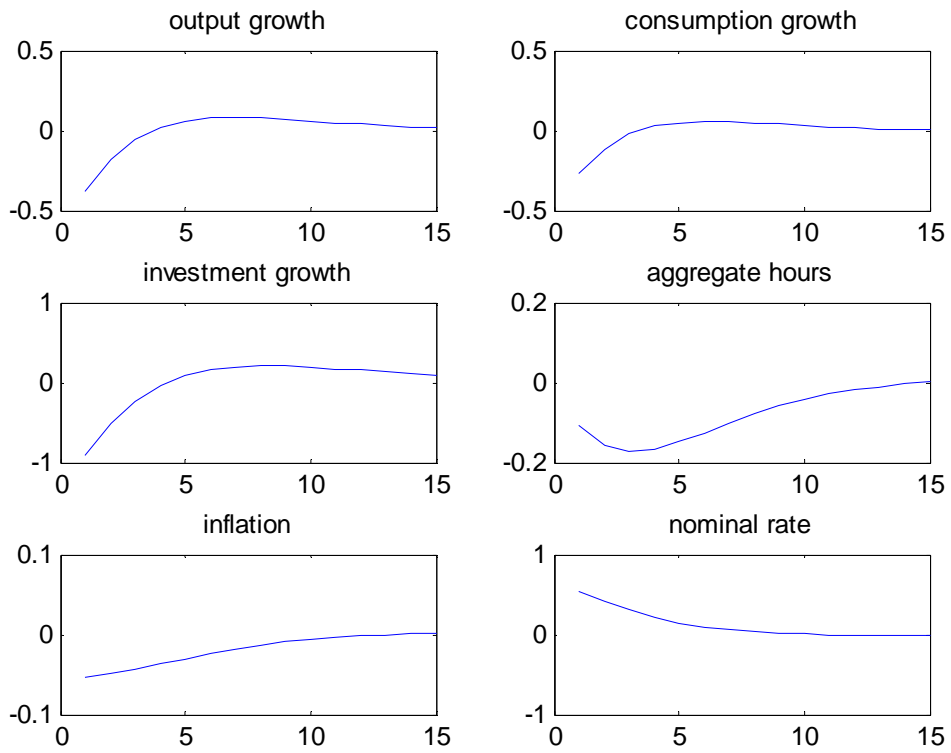 output growth
0.5
0
-0.5
0 5 10 15
consumption growth
0.5
0
-0.5
0 5 10 15
investment growth
1
0
-1
0 5 10 15
aggregate hours
0.2
0
-0.2
0 5 10 15
inflation
0.1
0
-0.1
0 5 10 15
nominal rate
1
0
-1
0 5 10 15